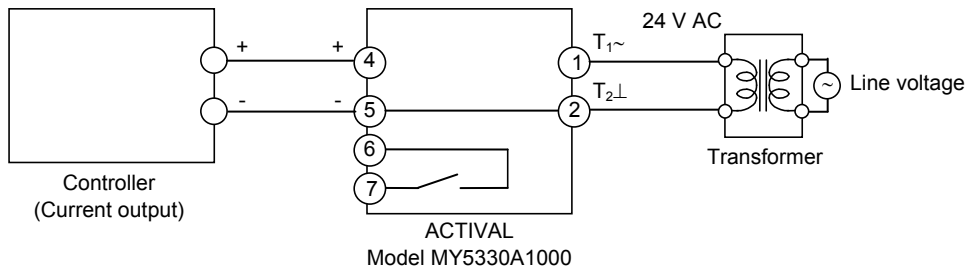 24 V AC
+ + 4 1 T₁~
- - 5 2 T₂⊥
~ Line voltage
6
7
Transformer
Controller
(Current output)
ACTIVAL
Model MY5330A1000